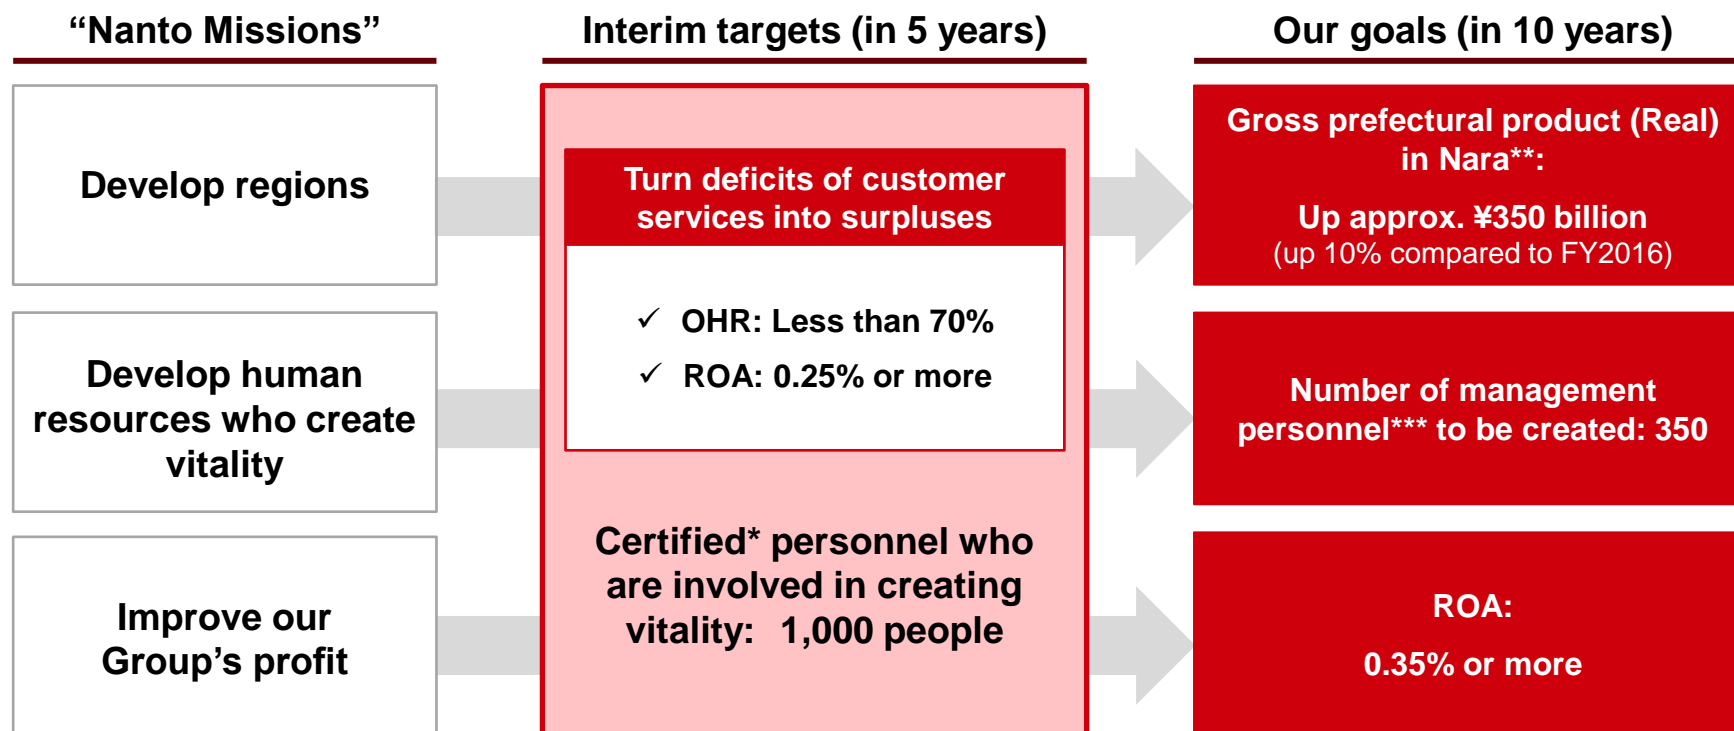 “Nanto Missions”
Interim targets (in 5 years)
Our goals (in 10 years)
Develop regions
Develop human
resources who create
vitality
Improve our
Group’s profit
Turn deficits of customer
services into surpluses
✓ OHR: Less than 70%
✓ ROA: 0.25% or more
Certified* personnel who
are involved in creating
vitality: 1,000 people
Gross prefectural product (Real)
in Nara**:
Up approx. ¥350 billion
(up 10% compared to FY2016)
Number of management
personnel*** to be created: 350
ROA:
0.35% or more